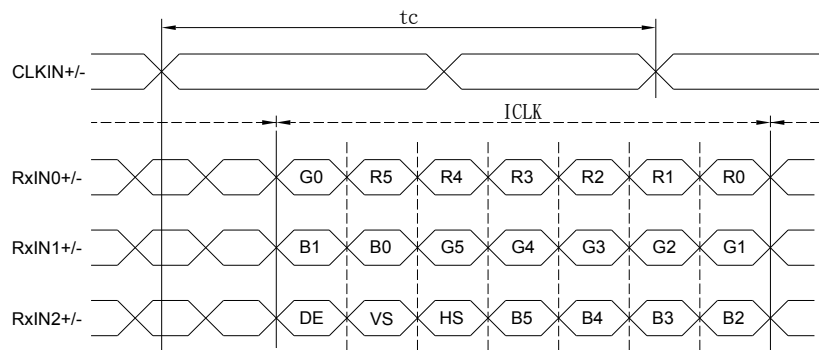 tc
CLKIN+/-
ICLK
RxIN0+/- G0 R5 R4 R3 R2 R1 R0
RxIN1+/- B1 B0 G5 G4 G3 G2 G1
RxIN2+/- DE VS HS B5 B4 B3 B2